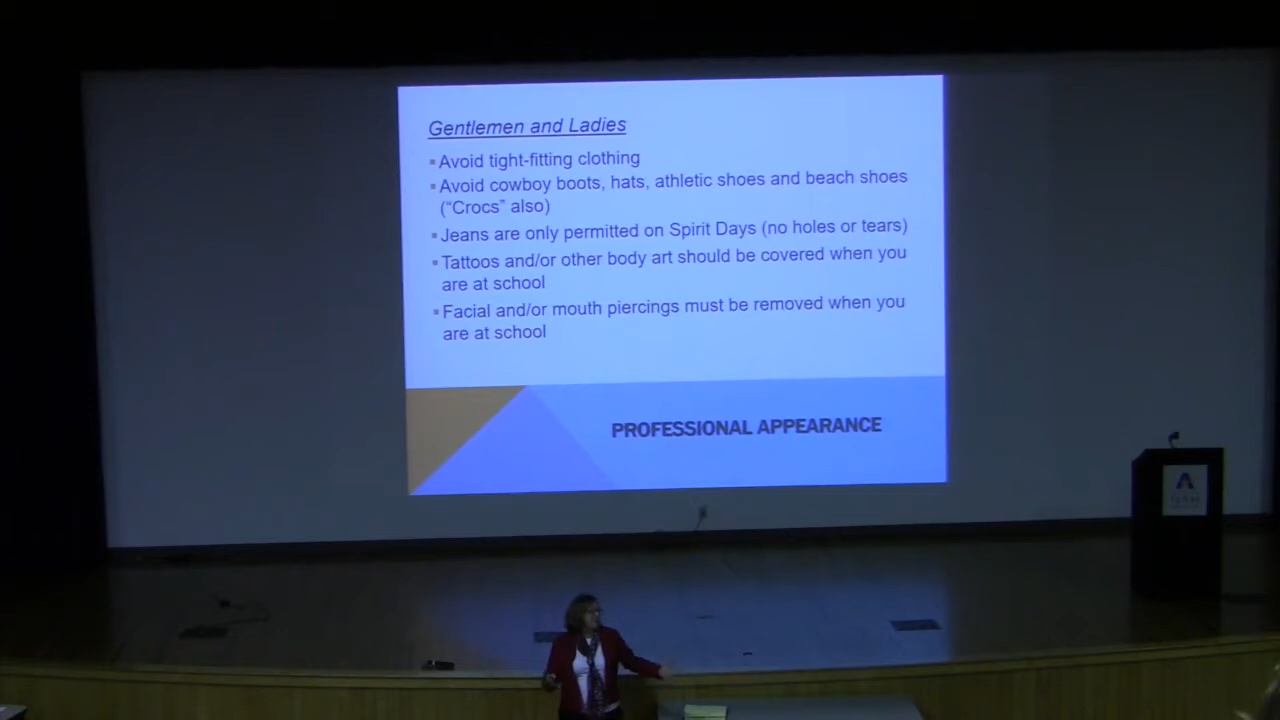 Gentlemen and Ladies
▪Avoid tight-fitting clothing
▪Avoid cowboy boots, hats, athletic shoes and beach shoes
("Crocs" also)
▪Jeans are only permitted on Spirit Days (no holes or tears)
▪Tattoos and/or other body art should be covered when you
are at school
▪Facial and/or mouth piercings must be removed when you
are at school
PROFESSIONAL APPEARANCE